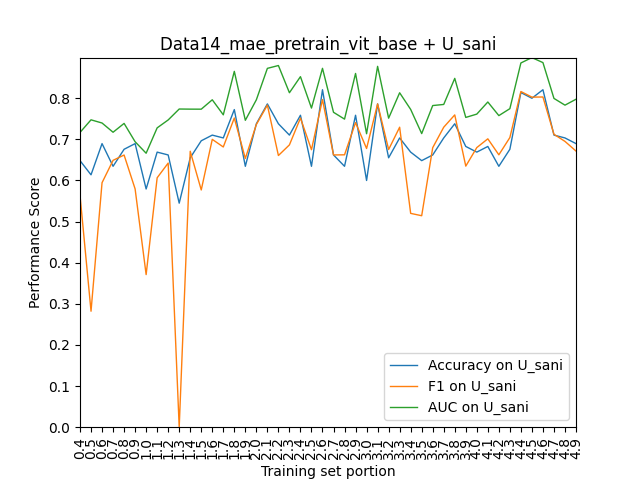 Data14_mae_pretrain_vit_base + U_sani
Performance Score
0.8
0.7
0.6
0.5
0.4
0.3
0.2
0.1
0.0
Accuracy on U_sani
F1 on U_sani
AUC on U_sani
0.4 0.5 0.6 0.7 0.8 0.9 1.0 1.1 1.2 1.3 1.4 1.5 1.6 1.7 1.8 1.9 2.0 2.1 2.2 2.3 2.4 2.5 2.6 2.7 2.8 2.9 3.0 3.1 3.2 3.3 3.4 3.5 3.6 3.7 3.8 3.9 4.0 4.1 4.2 4.3 4.4 4.5 4.6 4.7 4.8 4.9
Training set portion